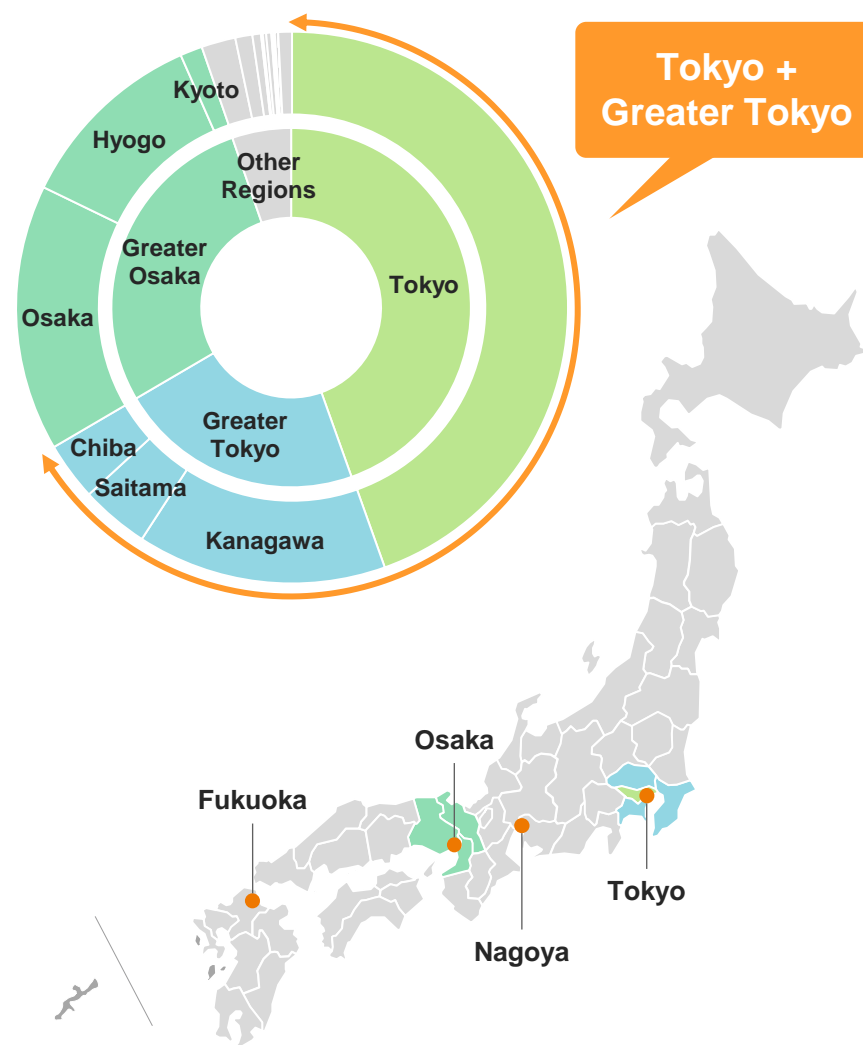 Tokyo +
Greater Tokyo
Kyoto
Hyogo
Other
Regions
Greater
Osaka
Tokyo
Osaka
Greater
Tokyo
Chiba
Saitama
Kanagawa
Osaka
Fukuoka
Tokyo
Nagoya